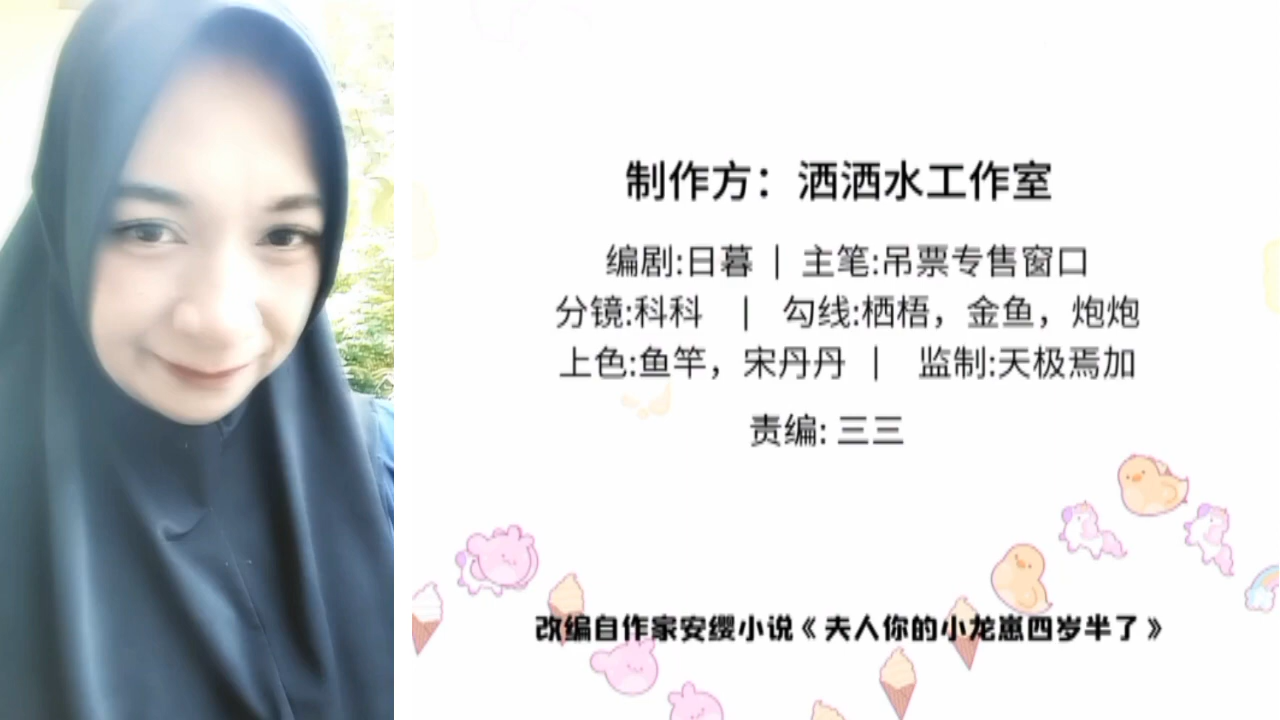 制作方：洒洒水工作室
编剧:日暮 | 主笔:吊票专售窗口
分镜:科科 | 勾线:栖梧，金鱼，炮炮
上色:鱼竿，宋丹丹 | 监制:天极焉加
责编: 三三
改编自作家安缨小说《夫人你的小龙崽四岁半了》